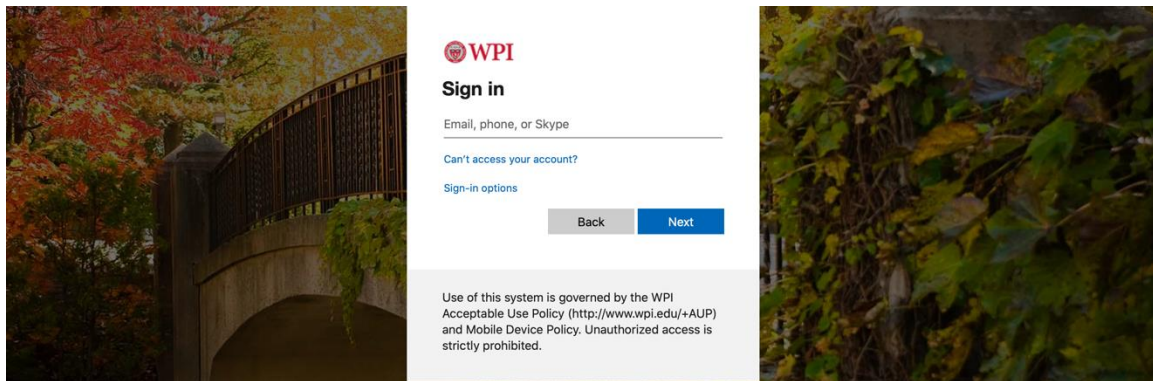 WPI
Sign in
Email, phone, or Skype
Can't access your account?
Sign-in options
Back Next
Use of this system is governed by the WPI
Acceptable Use Policy (http://www.wpi.edu/+AUP)
and Mobile Device Policy. Unauthorized access is
strictly prohibited.